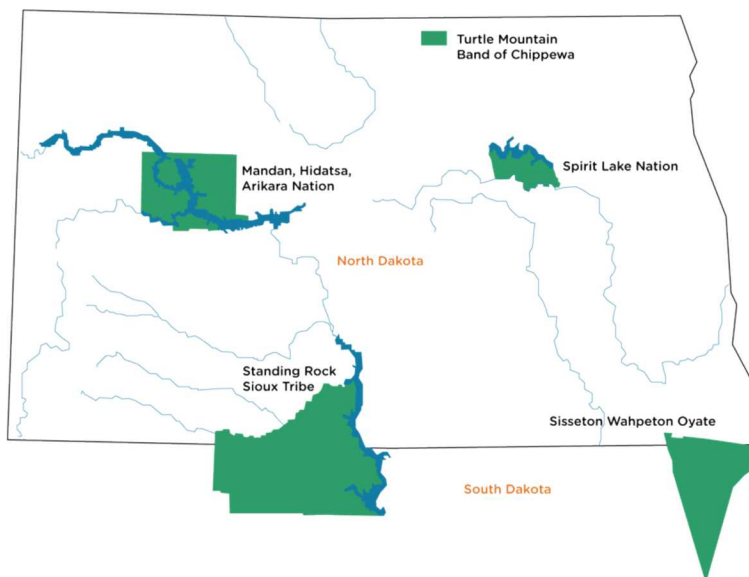 Turtle Mountain
Band of Chippewa
Mandan, Hidatsa,
Arikara Nation
Spirit Lake Nation
North Dakota
Standing Rock
Sioux Tribe
Sisseton Wahpeton Oyate
South Dakota